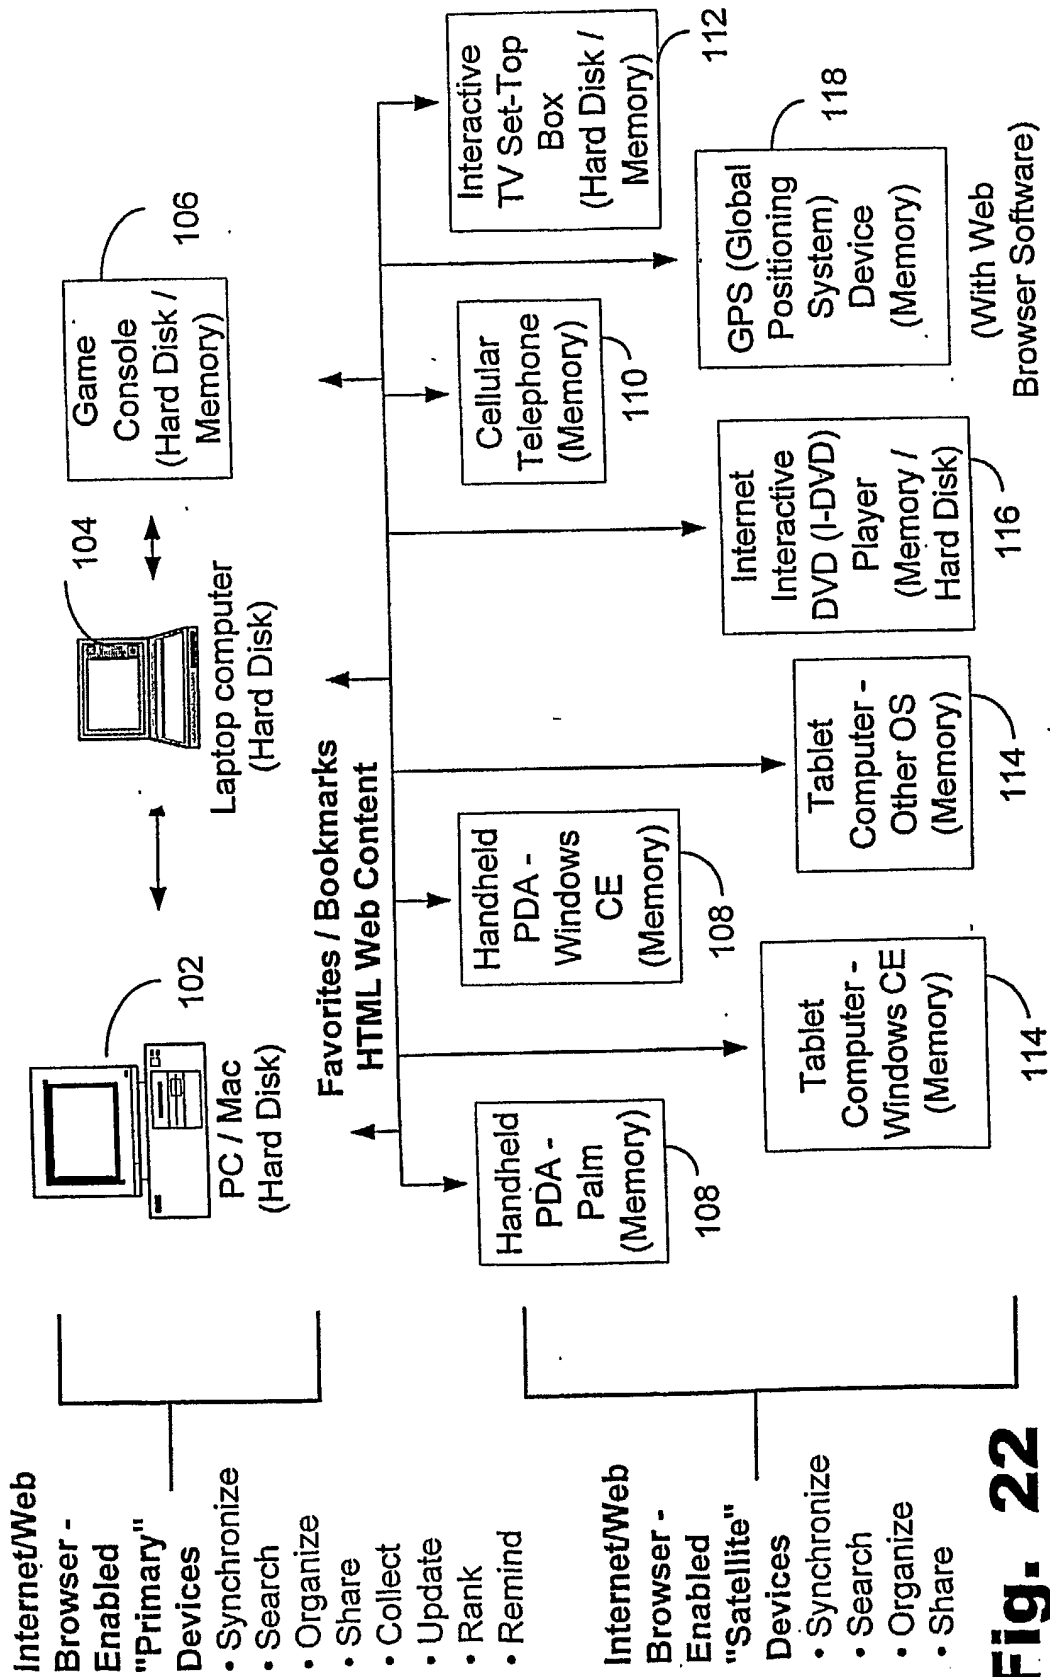 Internet/Web
Browser -
Enabled
"Primary"
Devices
• Synchronize
• Search
• Organize
• Share
• Collect
• Update
• Rank
• Remind
102
PC / Mac
(Hard Disk)
104
Laptop computer
(Hard Disk)
106
Game
Console
(Hard Disk /
Memory)
Favorites / Bookmarks
HTML Web Content
Internet/Web
Browser -
Enabled
"Satellite"
Devices
• Synchronize
• Search
• Organize
• Share
Handheld
PDA -
Palm
(Memory)
108
Handheld
PDA -
Windows
CE
(Memory)
108
Cellular
Telephone
(Memory)
110
Interactive
TV Set-Top
Box
(Hard Disk /
Memory)
112
Tablet
Computer -
Windows CE
(Memory)
114
Tablet
Computer -
Other OS
(Memory)
114
Internet
Interactive
DVD (I-DVD)
Player
(Memory /
Hard Disk)
116
GPS (Global
Positioning
System)
Device
(Memory)
118
(With Web
Browser Software)
Fig. 22